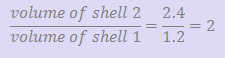 volume of shell 2 / volume of shell 1 = 2.4 / 1.2 = 2